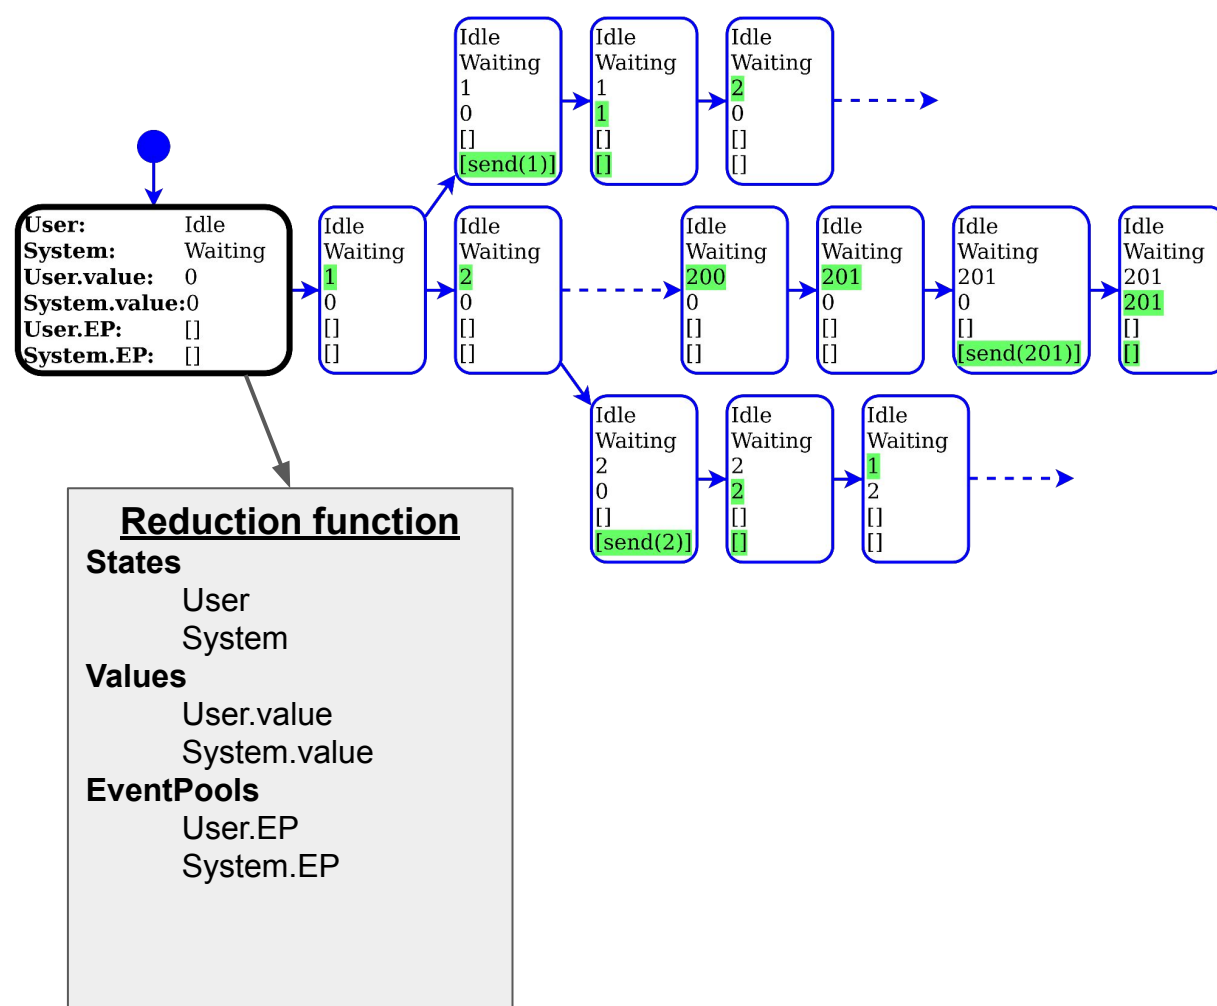 Idle
Waiting
1
0
[]
[send(1)]
Idle
Waiting
1
1
[]
[]
Idle
Waiting
2
0
[]
[]
User: Idle
System: Waiting
User.value: 0
System.value:0
User.EP: []
System.EP: []
Idle
Waiting
1
0
[]
[]
Idle
Waiting
2
0
[]
[]
Idle
Waiting
200
0
[]
[]
Idle
Waiting
201
0
[]
[]
Idle
Waiting
201
0
[]
[send(201)]
Idle
Waiting
201
201
[]
[]
Idle
Waiting
2
0
[]
[send(2)]
Idle
Waiting
2
2
[]
[]
Idle
Waiting
1
2
[]
[]
Reduction function
States
User
System
Values
User.value
System.value
EventPools
User.EP
System.EP